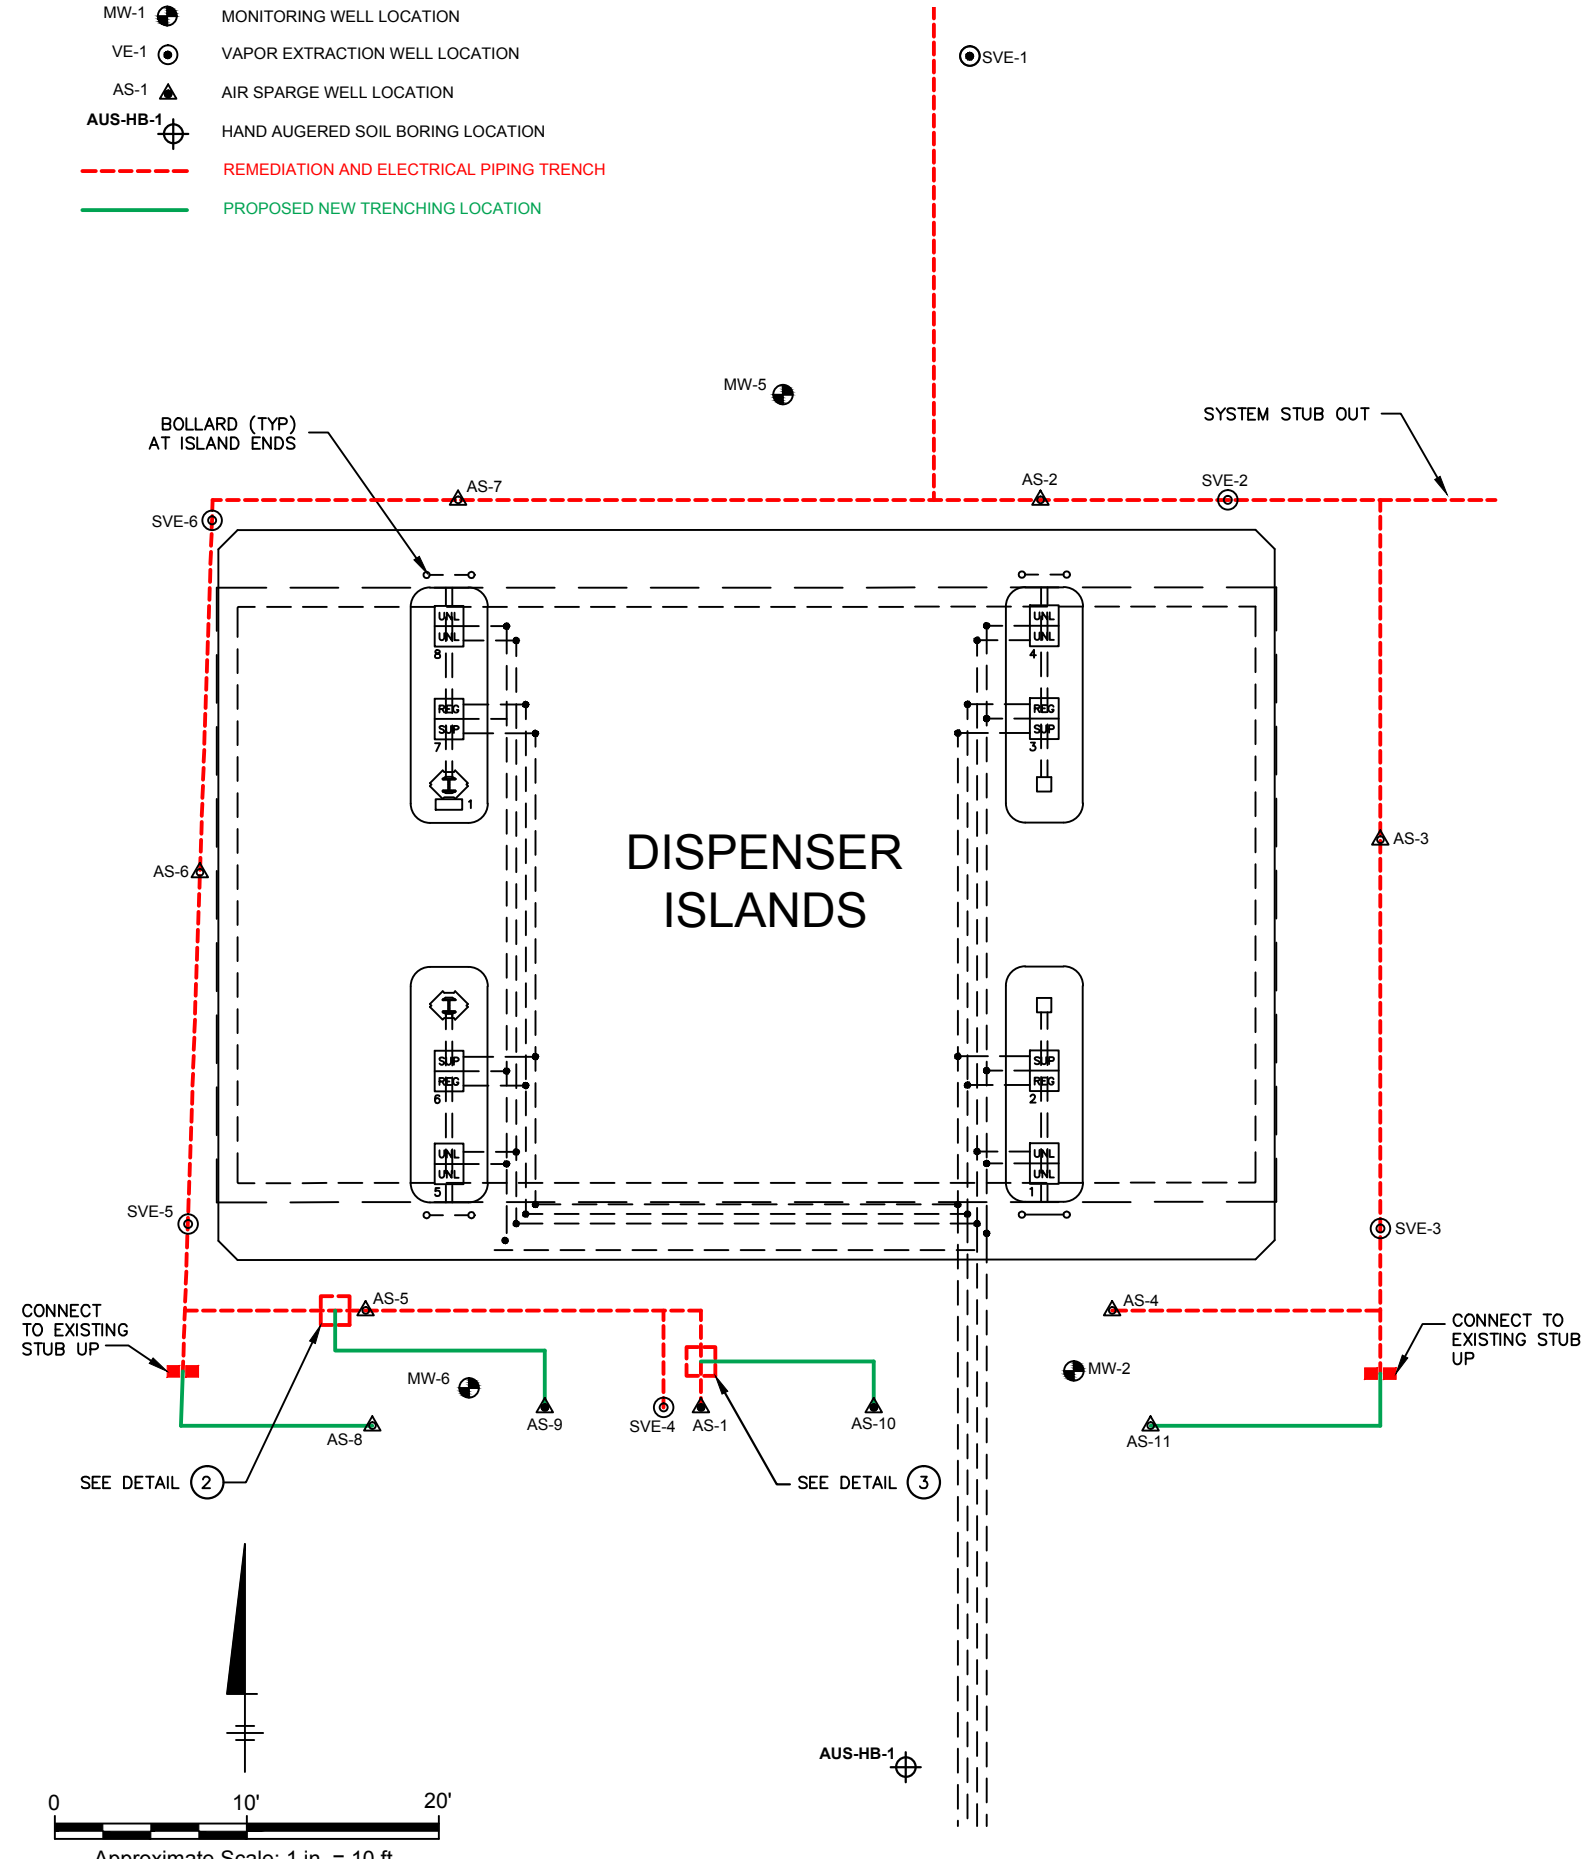 MW-1 MONITORING WELL LOCATION
VE-1 VAPOR EXTRACTION WELL LOCATION
AS-1 AIR SPARGE WELL LOCATION
AUS-HB-1 HAND AUGERED SOIL BORING LOCATION
REMEDIATION AND ELECTRICAL PIPING TRENCH
PROPOSED NEW TRENCHING LOCATION
SVE-1
MW-5
BOLLARD (TYP)
AT ISLAND ENDS
SYSTEM STUB OUT
AS-7
AS-2
SVE-2
SVE-6
UNL
UNL
8
UNL
UNL
4
REG
SUP
7
REG
SUP
3
1
DISPENSER
ISLANDS
AS-6
AS-3
SUP
REG
6
SUP
REG
2
UNL
UNL
5
UNL
UNL
1
SVE-5
SVE-3
CONNECT
TO EXISTING
STUB UP
AS-5
AS-4
CONNECT TO
EXISTING STUB
UP
MW-6
MW-2
AS-8
AS-9
SVE-4
AS-1
AS-10
AS-11
SEE DETAIL 2
SEE DETAIL 3
AUS-HB-1
0 10' 20'
Approximate Scale: 1 in. = 10 ft